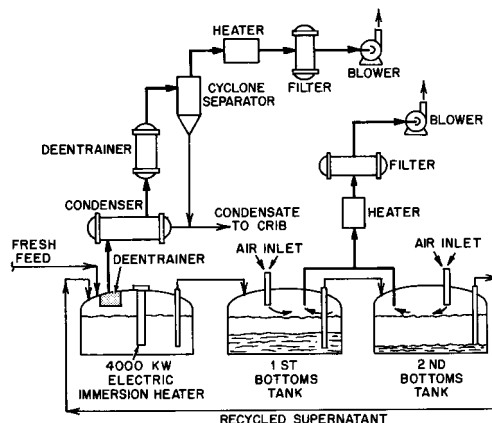 HEATER
BLOWER
CYCLONE
SEPARATOR
FILTER
DEENTRAINER
BLOWER
CONDENSER
FILTER
CONDENSATE
TO CRIB
HEATER
FRESH
FEED
DEENTRAINER
AIR INLET
AIR INLET
4000 KW
ELECTRIC
IMMERSION HEATER
1 ST
BOTTOMS
TANK
2 ND
BOTTOMS
TANK
RECYCLED SUPERNATANT